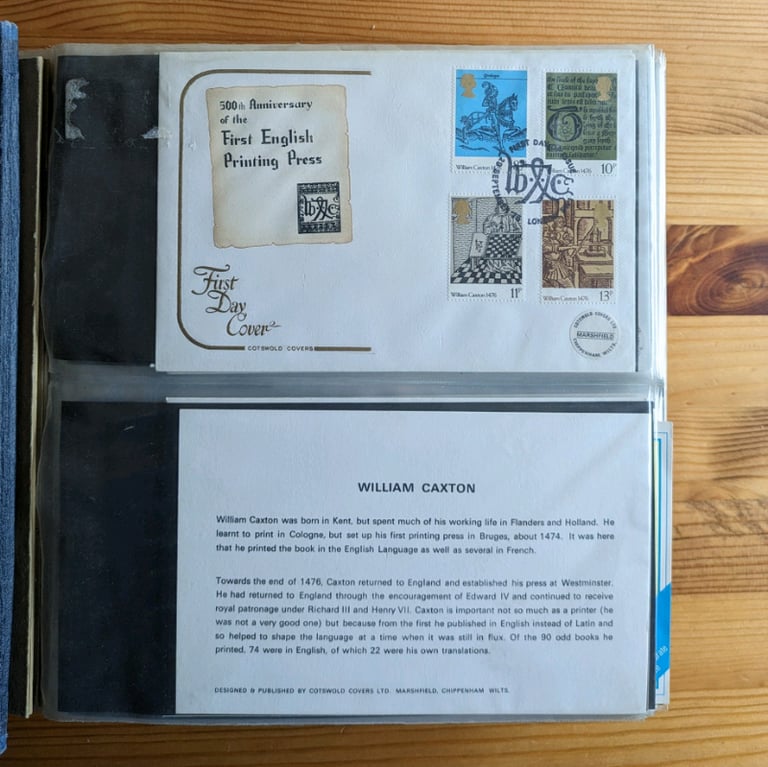 500th Anniversary
of the
First English
Printing Press
First
Day
Cover
COTSWOLD COVERS
William Caxton
10P
William Caxton 1476
11P
William Caxton 1476
13P
FIRST DAY
LON
COTSWOLD COVERS LTD
MARSHFIELD
CHIPPENHAM, WILTS.
WILLIAM CAXTON
William Caxton was born in Kent, but spent much of his working life in Flanders and Holland. He
learnt to print in Cologne, but set up his first printing press in Bruges, about 1474. It was here
that he printed the book in the English Language as well as several in French.
Towards the end of 1476, Caxton returned to England and established his press at Westminster.
He had returned to England through the encouragement of Edward IV and continued to receive
royal patronage under Richard III and Henry VII. Caxton is important not so much as a printer (he
was not a very good one) but because from the first he published in English instead of Latin and
so helped to shape the language at a time when it was still in flux. Of the 90 odd books he
printed, 74 were in English, of which 22 were his own translations.
DESIGNED & PUBLISHED BY COTSWOLD COVERS LTD. MARSHFIELD, CHIPPENHAM WILTS.